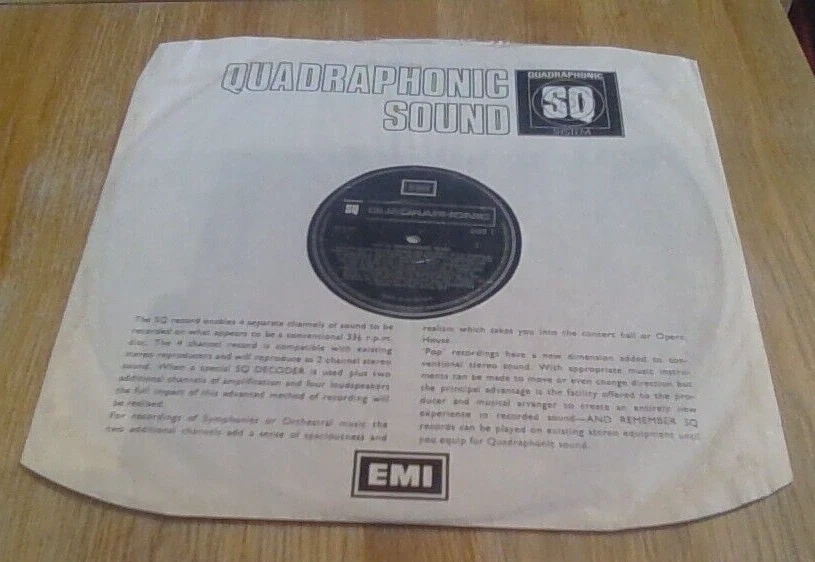 QUADRAPHONIC
SOUND
QUADRAPHONIC
SQ
SYSTEM
EMI
QUADRAPHONIC
SIDE 1
The SQ record enables 4 separate channels of sound to be
recorded on what appears to be a conventional 33⅓ r.p.m.
disc. The 4 channel record is compatible with existing
stereo reproducers and will reproduce as 2 channel stereo
sound. When a special SQ DECODER is used plus two
additional channels of amplification and four loudspeakers
the full impact of this advanced method of recording will
be realised.
For recordings of Symphonies or Orchestral music the
two additional channels add a sense of spaciousness and
realism which takes you into the concert hall or Opera
House.
'Pop' recordings have a new dimension added to con-
ventional stereo sound. With appropriate music instru-
ments can be made to move or even change direction but
the principal advantage is the facility offered to the pro-
ducer and musical arranger to create an entirely new
experience in recorded sound—AND REMEMBER SQ
records can be played on existing stereo equipment until
you equip for Quadraphonic sound.
EMI